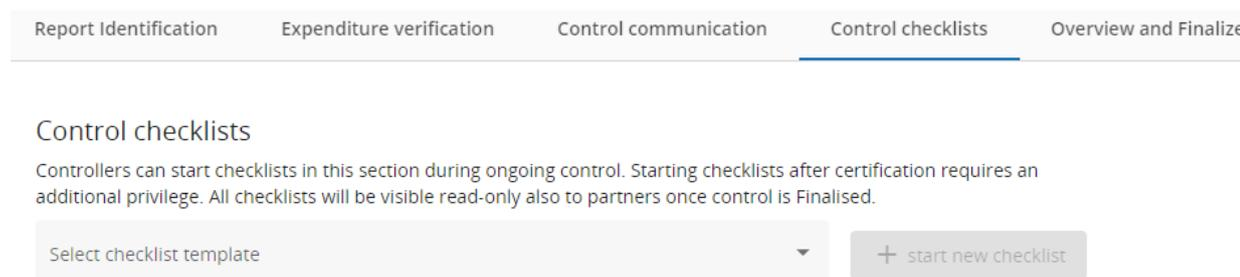 Report Identification Expenditure verification Control communication Control checklists Overview and Finalize
Control checklists
Controllers can start checklists in this section during ongoing control. Starting checklists after certification requires an
additional privilege. All checklists will be visible read-only also to partners once control is Finalised.
Select checklist template + start new checklist